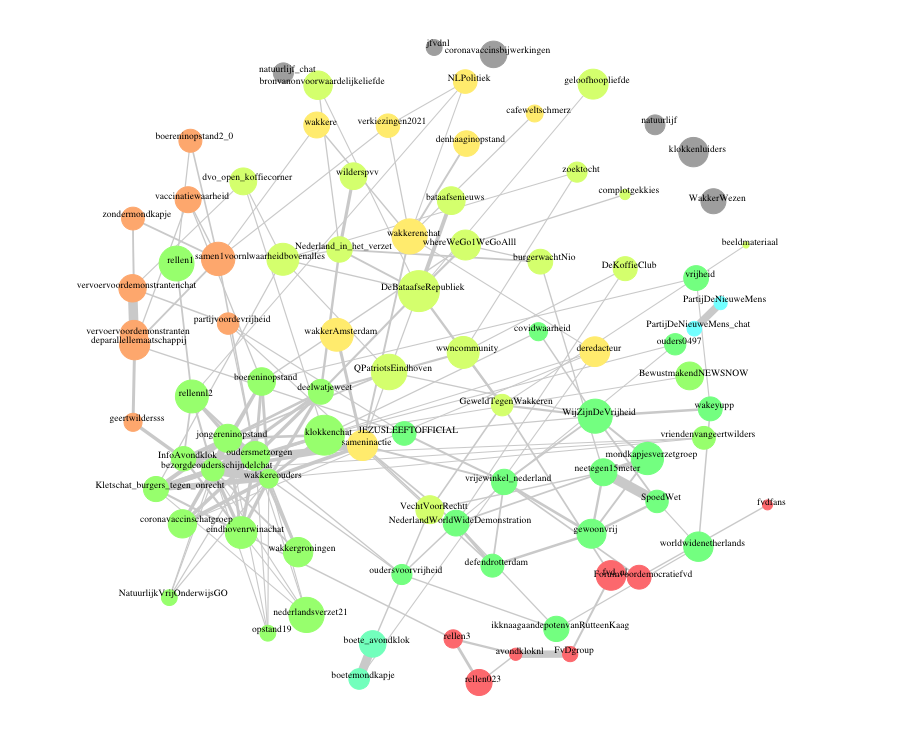 jfvdnl
coronavaccinsbijwerkingen
natuurlijf_chat
bronvanonvoorwaardelijkeliefde
NLPolitiek
geloofhoopliefde
cafeweltschmerz
wakkere
verkiezingen2021
natuurlijf
boereninopstand2_0
denhaaginopstand
klokkenluiders
dvo_open_koffiecorner
wilderspvv
zoektocht
vaccinatiewaarheid
bataafsenieuws
complotgekkies
WakkerWezen
zondermondkapje
wakkerenchat
whereWeGo1WeGoAlll
beeldmateriaal
Nederland_in_het_verzet
rellen1
samen1voornlwaarheidbovenalles
burgerwachtNio
DeKoffieClub
vrijheid
vervoervoordemonstrantenchat
DeBataafseRepubliek
PartijDeNieuweMens
partijvoordevrijheid
PartijDeNieuweMens_chat
vervoervoordemonstranten
wakkerAmsterdam
covidwaarheid
deparallellemaatschappij
wwncommunity
deredacteur
ouders0497
QPatriotsEindhoven
BewustmakendNEWSNOW
boereninopstand
deelwatjeweet
rellennl2
GeweldTegenWakkeren
wakeyupp
geertwildersss
WijZijnDeVrijheid
jongereninopstand
klokkenchat
JEZUSLEEFTOFFICIAL
vriendenvangeertwilders
sameninactie
InfoAvondklok
oudersmetzorgen
mondkapjesverzetgroep
bezorgdeoudersschijndelchat
neetegen15meter
wakkereouders
Kletschat_burgers_tegen_onrecht
vrijewinkel_nederland
SpoedWet
fvdfans
VechtVoorRechtt
coronavaccinschatgroep
NederlandWorldWideDemonstration
eindhovenrwinachat
gewoonvrij
worldwidenetherlands
wakkergroningen
defendrotterdam
oudersvoorvrijheid
Forumvoordemocratiefvd
NatuurlijkVrijOnderwijsGO
nederlandsverzet21
opstand19
ikknaagaandepotenvanRutteenKaag
boete_avondklok
rellen3
avondkloknl
FvDgroup
boetemondkapje
rellen023